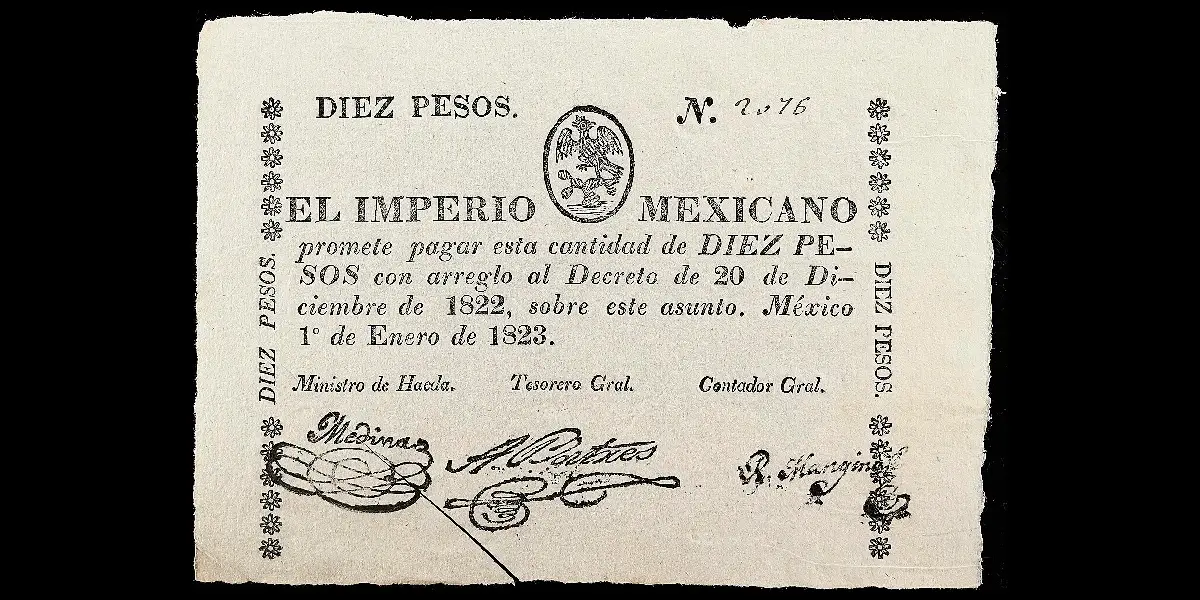 DIEZ PESOS. N. 2076
EL IMPERIO MEXICANO
promete pagar esta cantidad de DIEZ PE-
SOS con arreglo al Decreto de 20 de Di-
ciembre de 1822, sobre este asunto. México
1° de Enero de 1823.
Ministro de Hacda. Tesorero Gral. Contador Gral.
Medina
R. Mangino
DIEZ PESOS.
DIEZ PESOS.